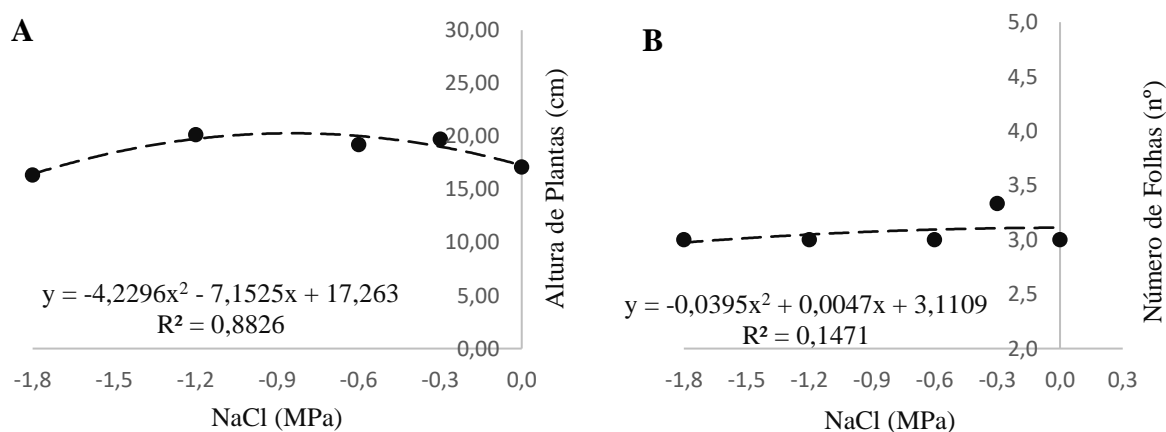 A
30,00
25,00
20,00
15,00
10,00
5,00
0,00
Altura de Plantas (cm)
y = -4,2296x² - 7,1525x + 17,263
R² = 0,8826
-1,8 -1,5 -1,2 -0,9 -0,6 -0,3 0,0
NaCl (MPa)
B
5,0
4,5
4,0
3,5
3,0
2,5
2,0
Número de Folhas (nº)
y = -0,0395x² + 0,0047x + 3,1109
R² = 0,1471
-1,8 -1,5 -1,2 -0,9 -0,6 -0,3 0,0 0,3
NaCl (MPa)